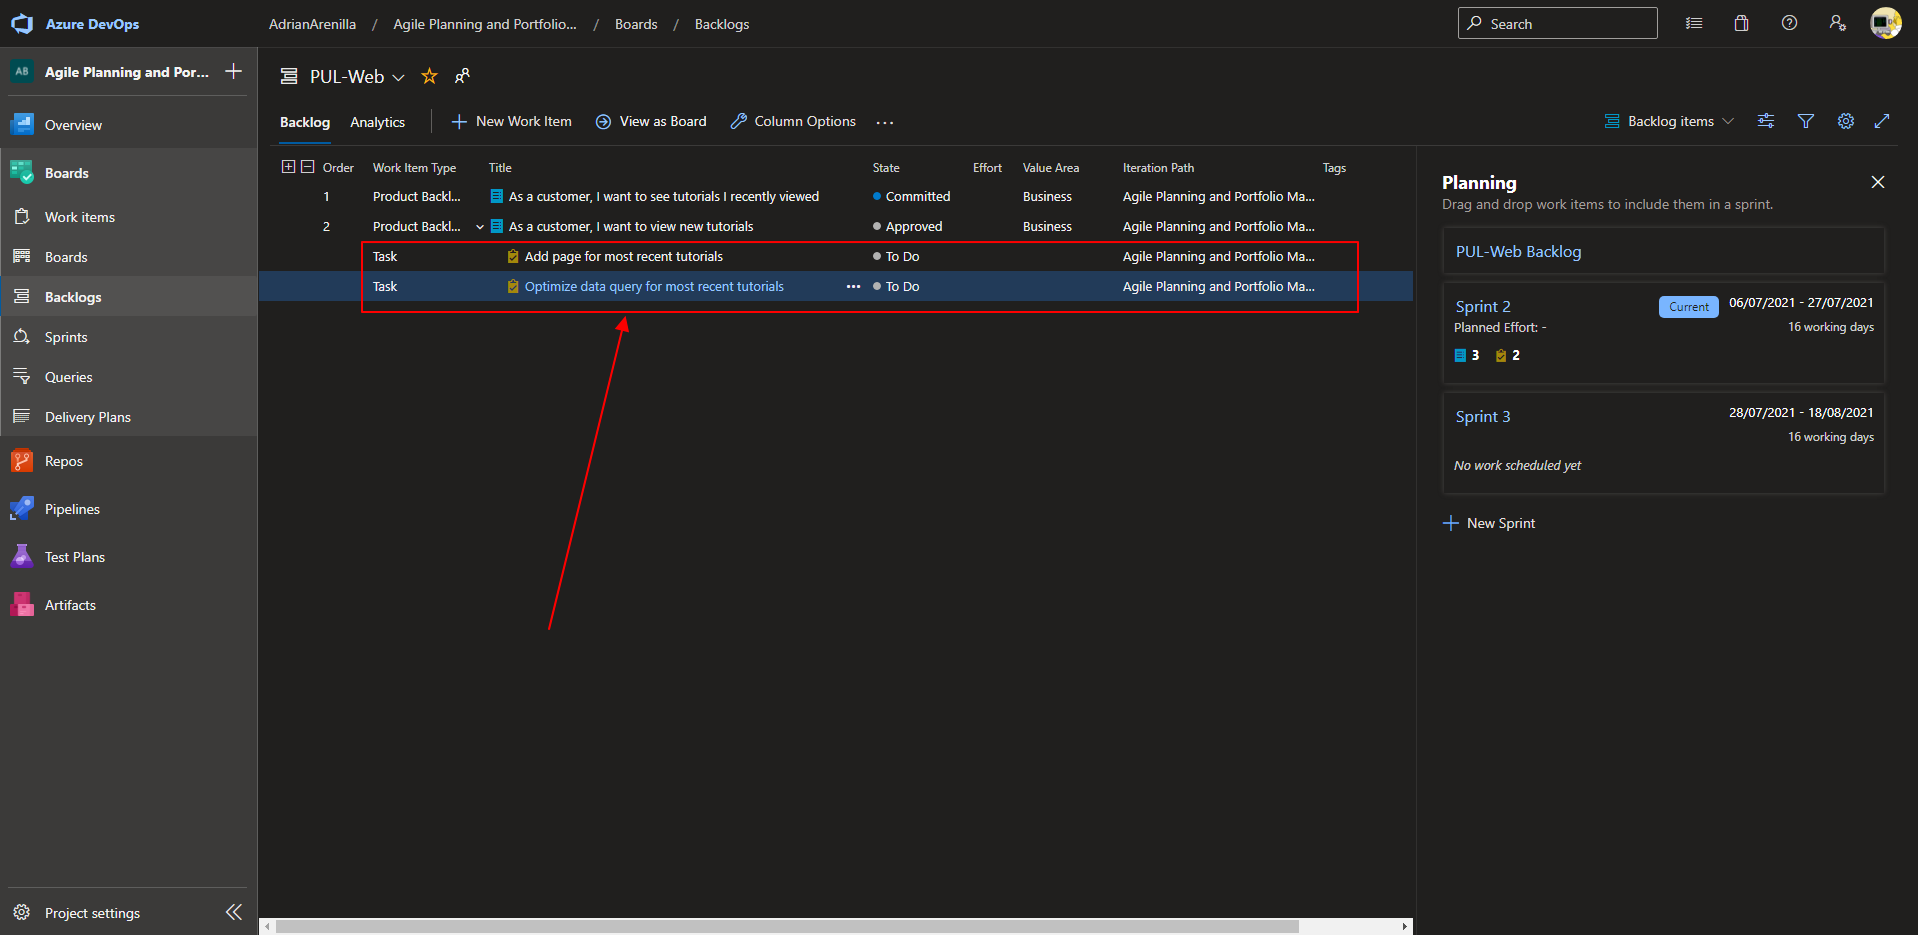 Azure DevOps
AdrianArenilla / Agile Planning and Portfolio... / Boards / Backlogs
Search
AB Agile Planning and Por...
Overview
Boards
Work items
Boards
Backlogs
Sprints
Queries
Delivery Plans
Repos
Pipelines
Test Plans
Artifacts
Project settings
PUL-Web
Backlog Analytics New Work Item View as Board Column Options ... Backlog items
Order Work Item Type Title State Effort Value Area Iteration Path Tags
1 Product Backl... As a customer, I want to see tutorials I recently viewed Committed Business Agile Planning and Portfolio Ma...
2 Product Backl... As a customer, I want to view new tutorials Approved Business Agile Planning and Portfolio Ma...
Task Add page for most recent tutorials To Do Agile Planning and Portfolio Ma...
Task Optimize data query for most recent tutorials ... To Do Agile Planning and Portfolio Ma...
Planning
Drag and drop work items to include them in a sprint.
PUL-Web Backlog
Sprint 2 Current 06/07/2021 - 27/07/2021
Planned Effort: - 16 working days
3 2
Sprint 3 28/07/2021 - 18/08/2021
16 working days
No work scheduled yet
New Sprint